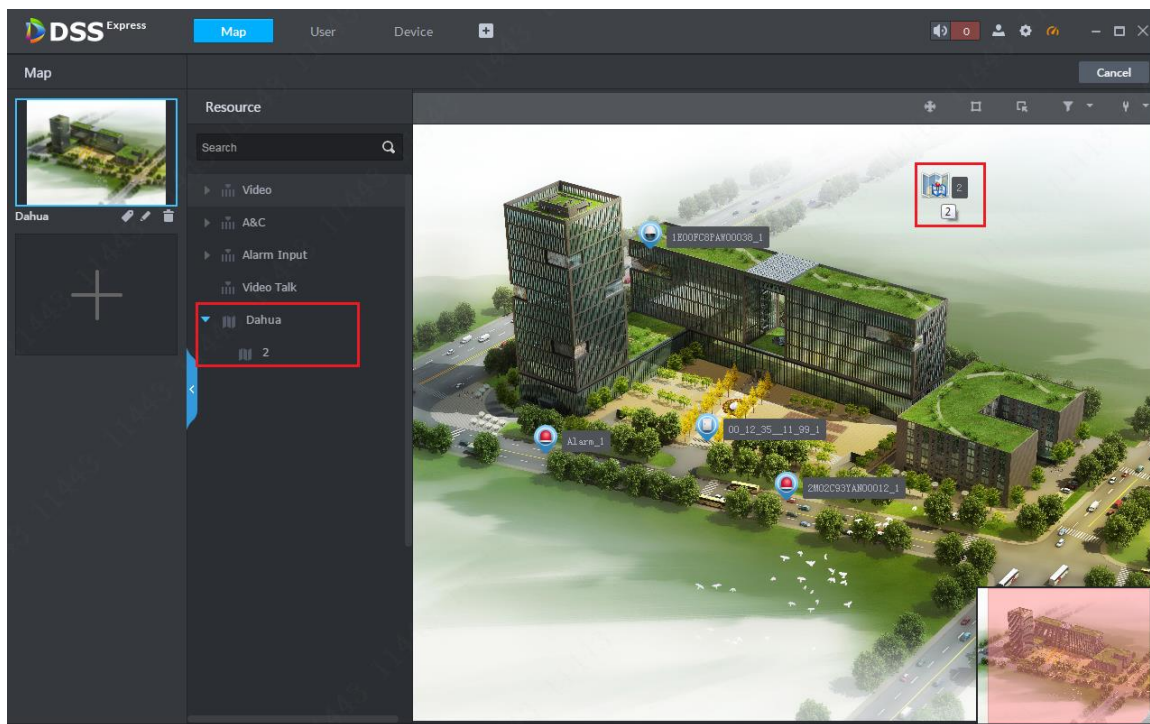 DSS Express
Map
User
Device
0
Map
Cancel
Resource
Search
Video
Dahua
A&C
Alarm Input
Video Talk
Dahua
2
2
2
1E00FC8PAW00038_1
00_12_35__11_99_1
Alarm_1
2M02C93YAN00012_1